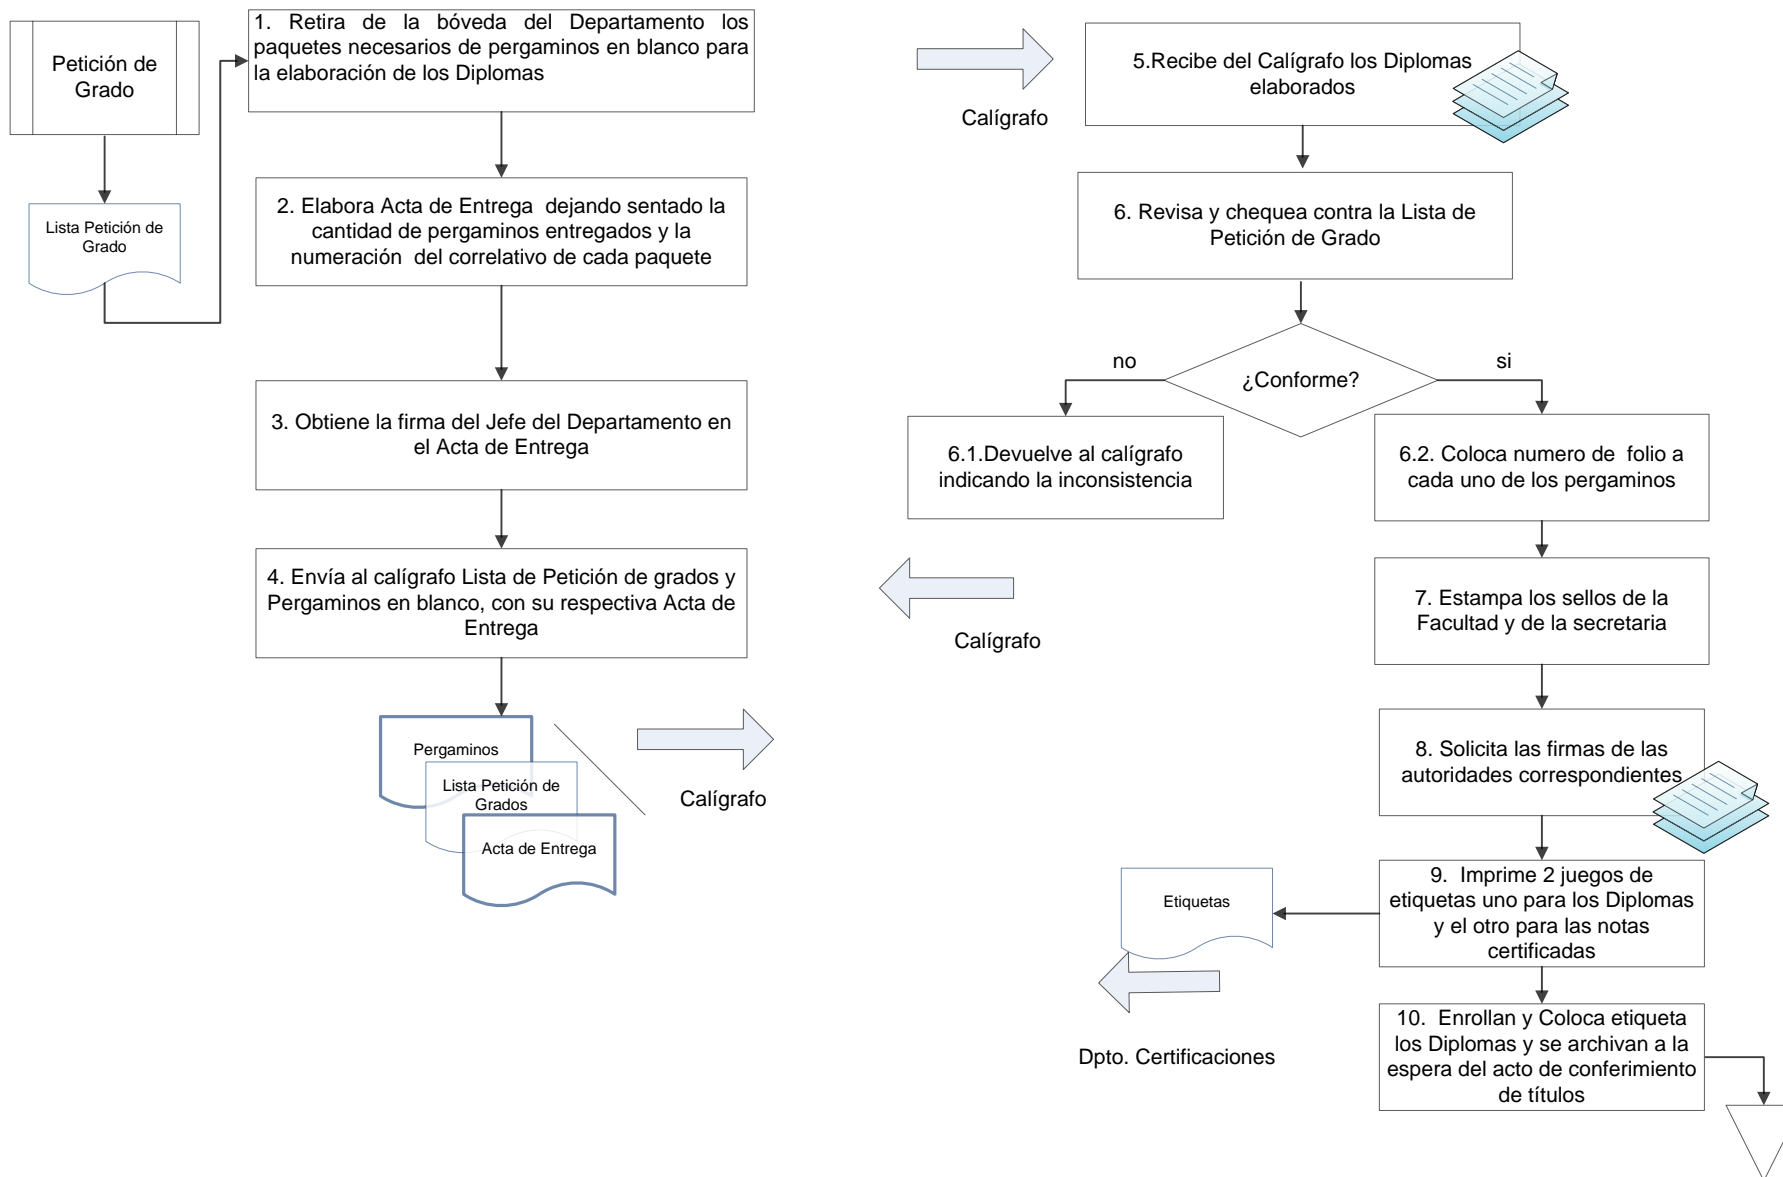 Petición de
Grado
Lista Petición de
Grado
1. Retira de la bóveda del Departamento los
paquetes necesarios de pergaminos en blanco para
la elaboración de los Diplomas
2. Elabora Acta de Entrega dejando sentado la
cantidad de pergaminos entregados y la
numeración del correlativo de cada paquete
3. Obtiene la firma del Jefe del Departamento en
el Acta de Entrega
4. Envía al calígrafo Lista de Petición de grados y
Pergaminos en blanco, con su respectiva Acta de
Entrega
Pergaminos
Lista Petición de
Grados
Acta de Entrega
Calígrafo
Calígrafo
5.Recibe del Calígrafo los Diplomas
elaborados
6. Revisa y chequea contra la Lista de
Petición de Grado
¿Conforme?
no
si
6.1.Devuelve al calígrafo
indicando la inconsistencia
Calígrafo
6.2. Coloca numero de folio a
cada uno de los pergaminos
7. Estampa los sellos de la
Facultad y de la secretaria
8. Solicita las firmas de las
autoridades correspondientes
9. Imprime 2 juegos de
etiquetas uno para los Diplomas
y el otro para las notas
certificadas
Etiquetas
Dpto. Certificaciones
10. Enrollan y Coloca etiqueta
los Diplomas y se archivan a la
espera del acto de conferimiento
de títulos